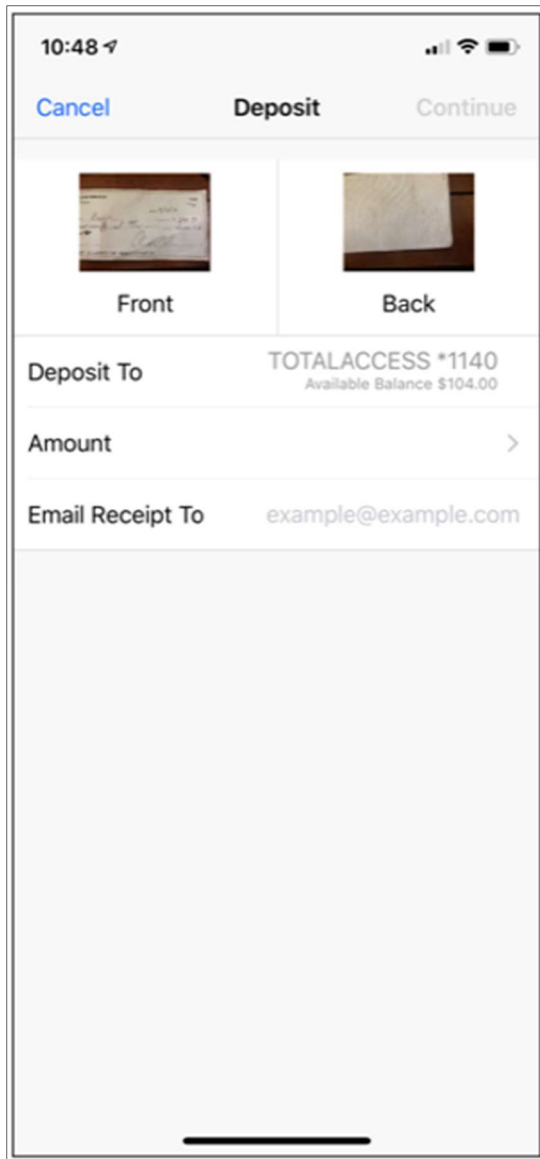 10:48
Cancel Deposit Continue
Front Back
Deposit To TOTALACCESS *1140
Available Balance $104.00
Amount
Email Receipt To example@example.com